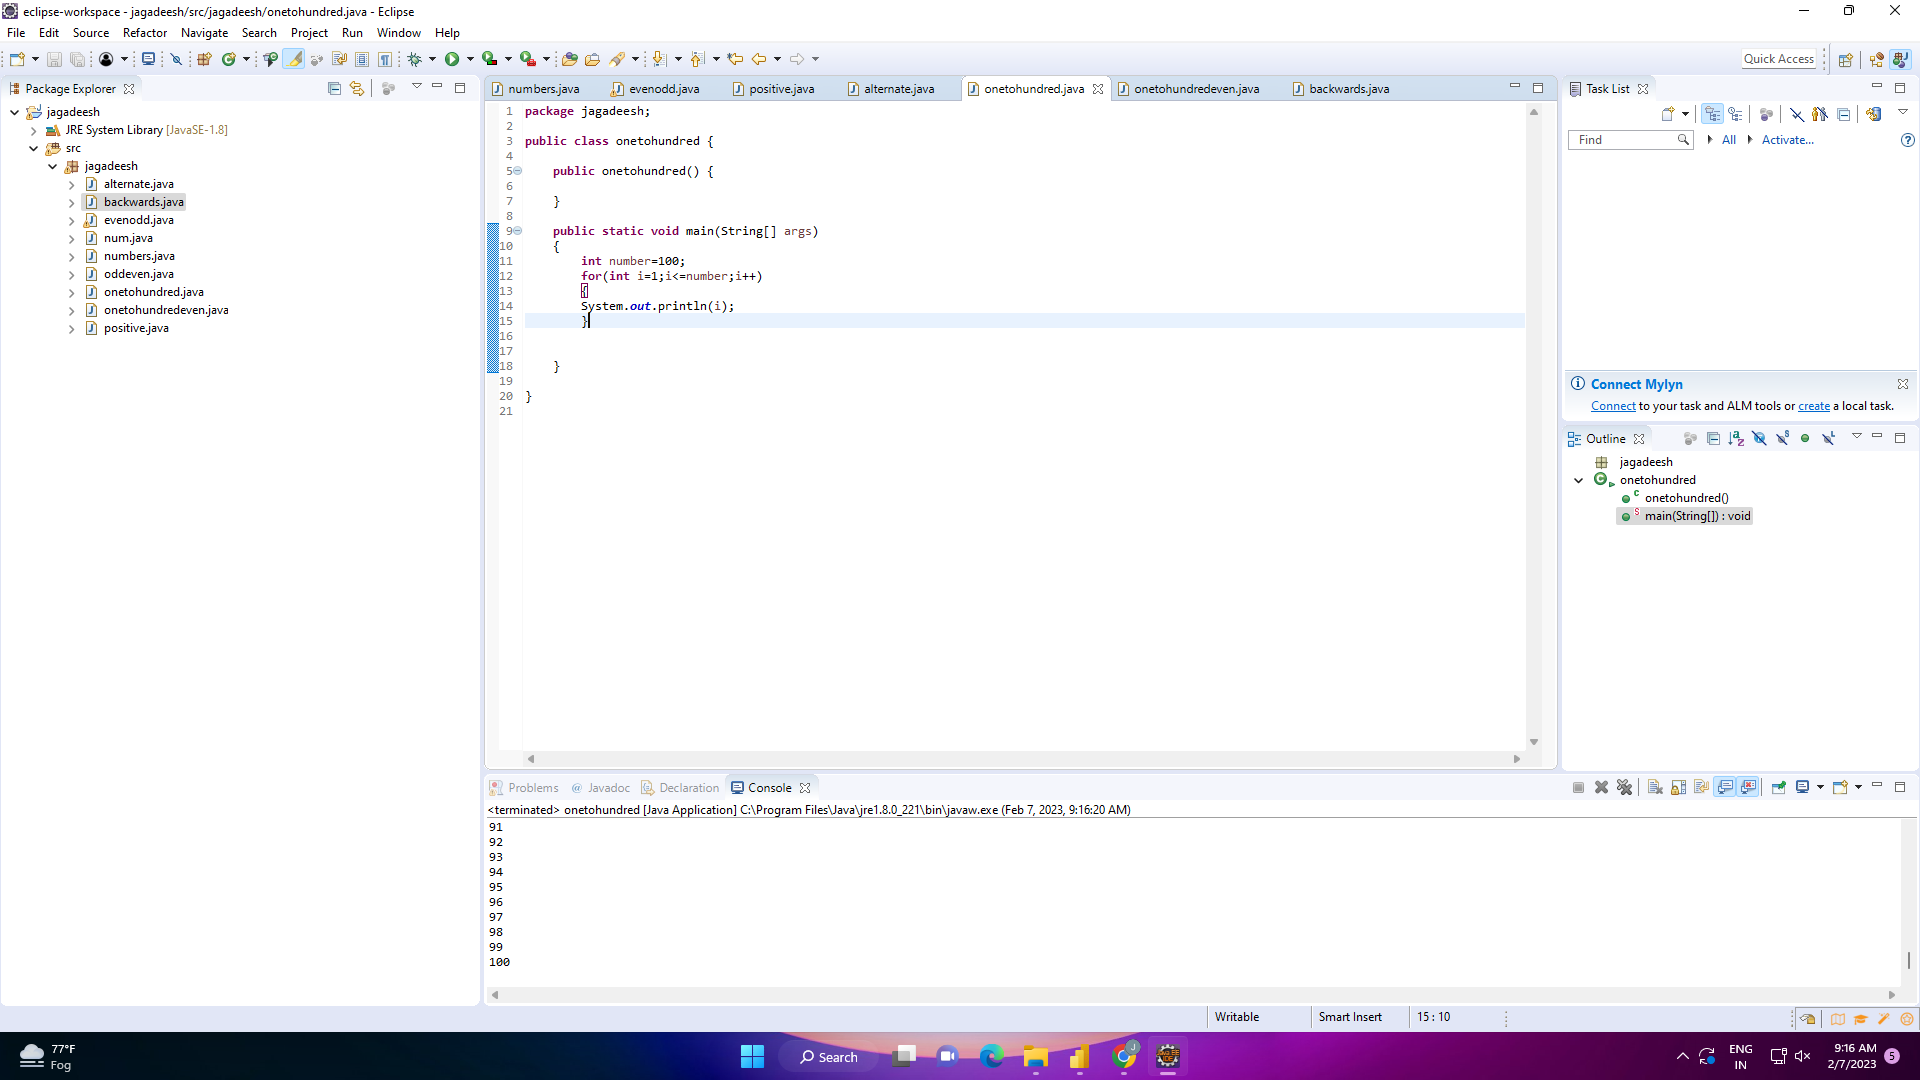 eclipse-workspace - jagadeesh/src/jagadeesh/onetohundred.java - Eclipse
File Edit Source Refactor Navigate Search Project Run Window Help
Quick Access
Package Explorer
jagadeesh
JRE System Library [JavaSE-1.8]
src
jagadeesh
alternate.java
backwards.java
evenodd.java
num.java
numbers.java
oddeven.java
onetohundred.java
onetohundredeven.java
positive.java
numbers.java evenodd.java positive.java alternate.java onetohundred.java onetohundredeven.java backwards.java
1 package jagadeesh;
2
3 public class onetohundred {
4
5 public onetohundred() {
6
7 }
8
9 public static void main(String[] args)
10 {
11 int number=100;
12 for(int i=1;i<=number;i++)
13 {
14 System.out.println(i);
15 }
16
17
18 }
19
20 }
21
Task List
Find All Activate...
Connect Mylyn
Connect to your task and ALM tools or create a local task.
Outline
jagadeesh
onetohundred
onetohundred()
main(String[]) : void
Problems Javadoc Declaration Console
<terminated> onetohundred [Java Application] C:\Program Files\Java\jre1.8.0_221\bin\javaw.exe (Feb 7, 2023, 9:16:20 AM)
91
92
93
94
95
96
97
98
99
100
Writable Smart Insert 15 : 10
77°F
Fog
Search
ENG
IN
9:16 AM
2/7/2023
5